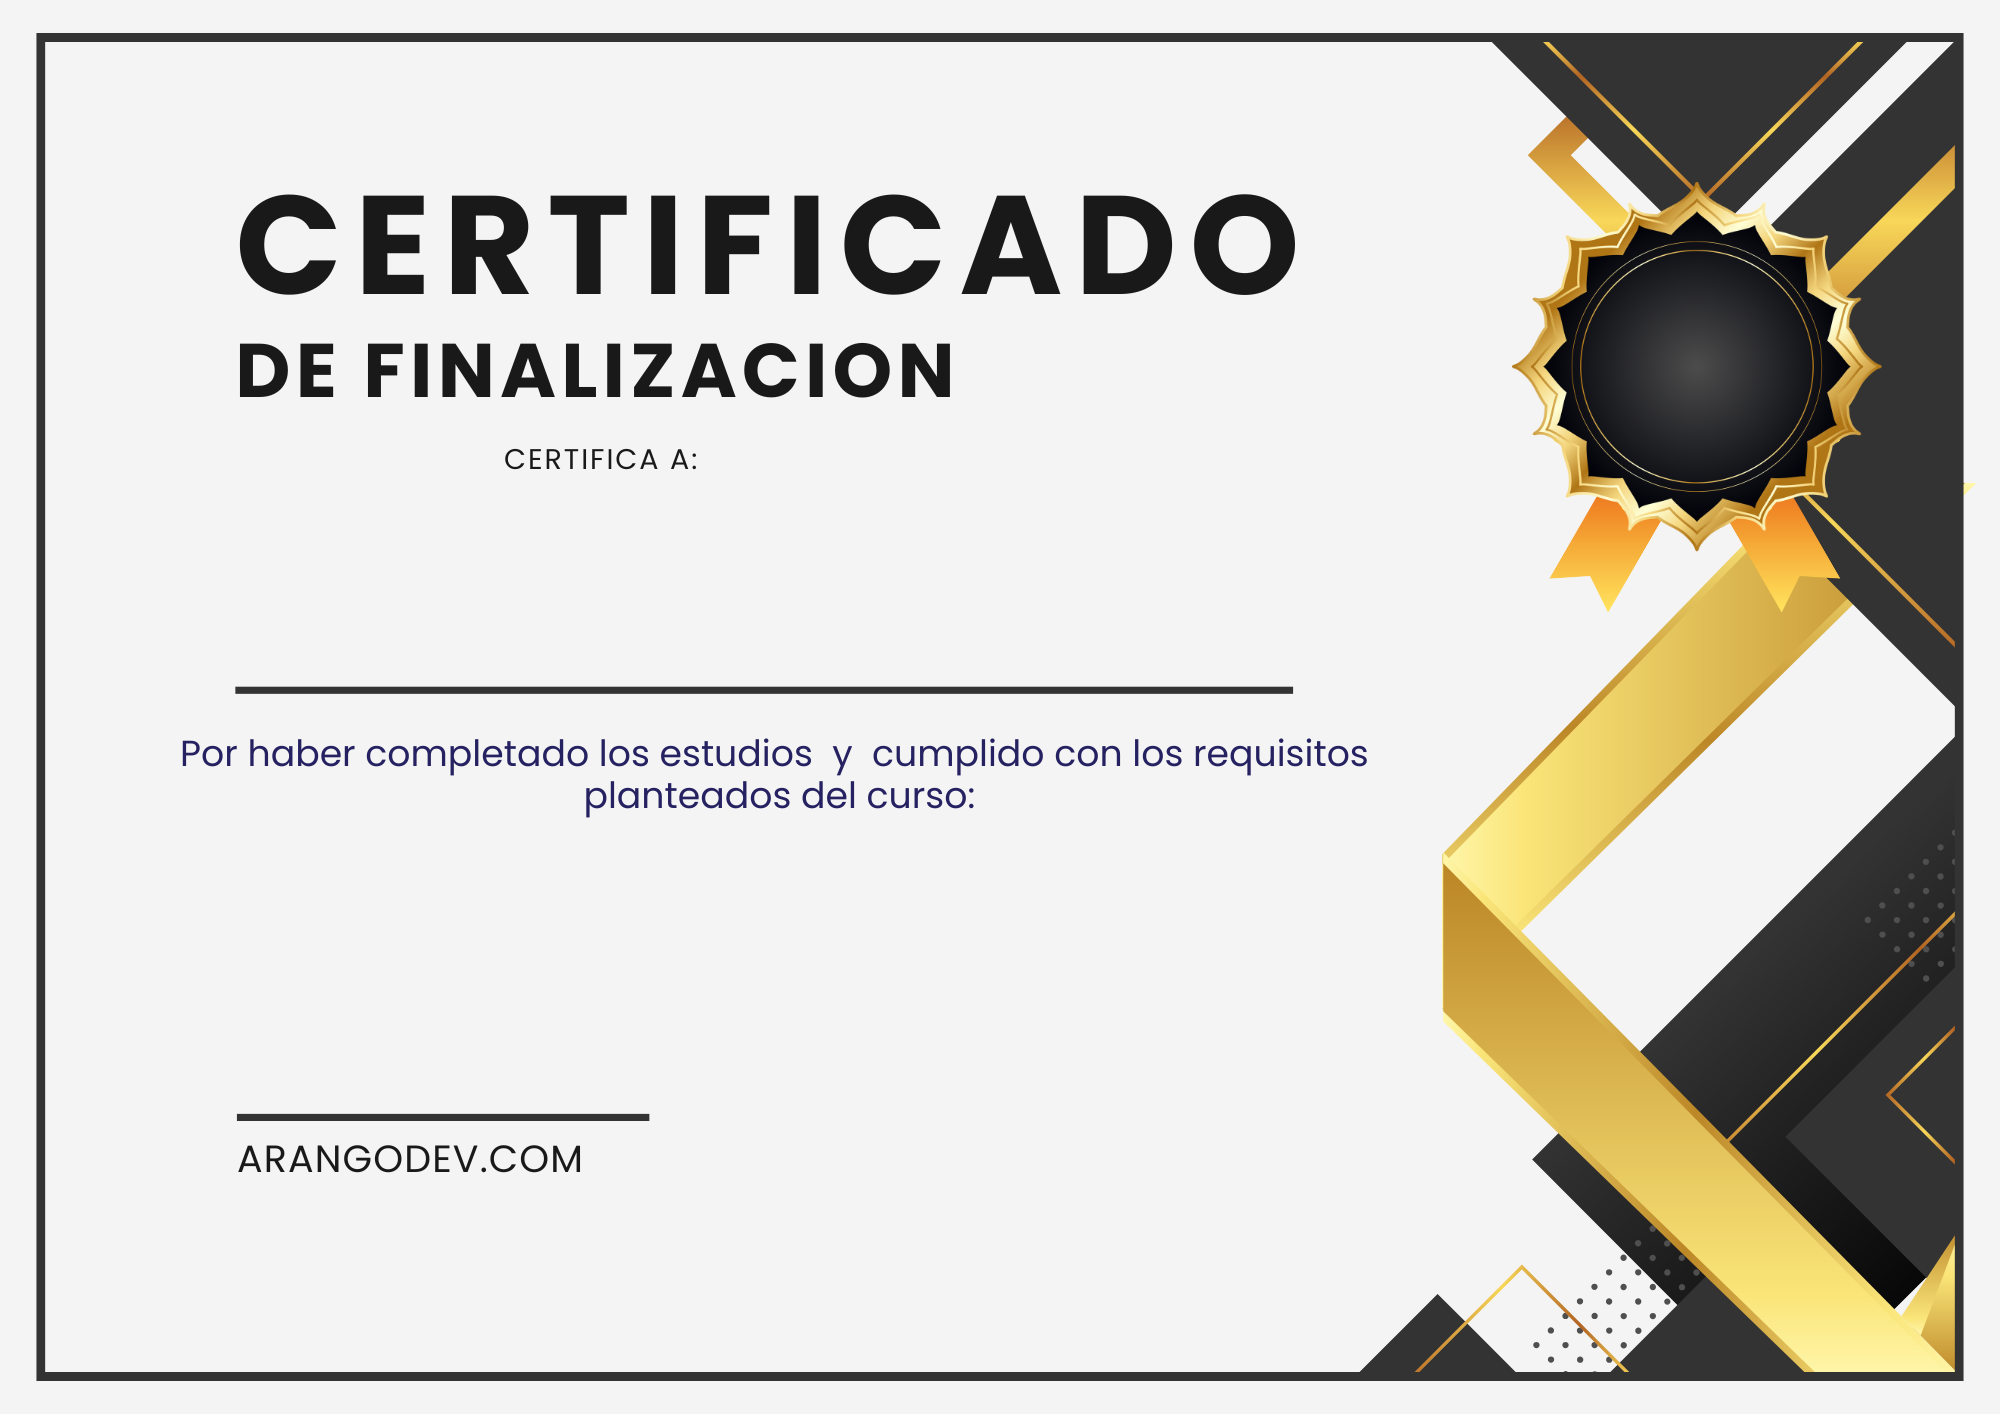 CERTIFICADO
DE FINALIZACION
CERTIFICA A:
Por haber completado los estudios  y  cumplido con los requisitos
planteados del curso:
ARANGODEV.COM